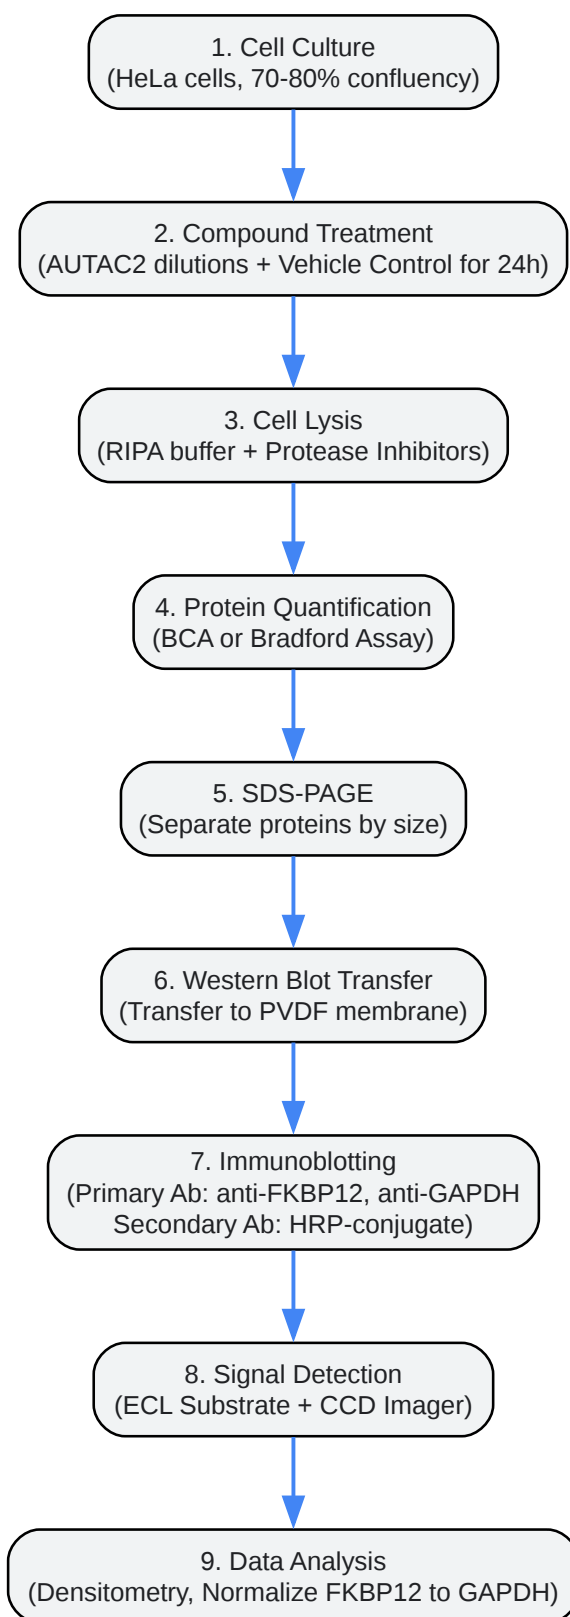 1. Cell Culture
(HeLa cells, 70-80% confluency)
2. Compound Treatment
(AUTAC2 dilutions + Vehicle Control for 24h)
3. Cell Lysis
(RIPA buffer + Protease Inhibitors)
4. Protein Quantification
(BCA or Bradford Assay)
5. SDS-PAGE
(Separate proteins by size)
6. Western Blot Transfer
(Transfer to PVDF membrane)
7. Immunoblotting
(Primary Ab: anti-FKBP12, anti-GAPDH
Secondary Ab: HRP-conjugate)
8. Signal Detection
(ECL Substrate + CCD Imager)
9. Data Analysis
(Densitometry, Normalize FKBP12 to GAPDH)